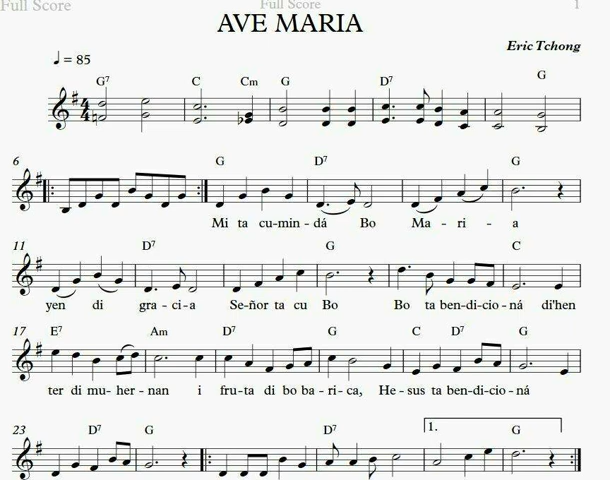 Full Score Full Score 1
AVE MARIA
Eric Tchong
♩ = 85
G7 C Cm G D7 G
4
4
6 G D7 G
Mi ta cu-min-dá Bo Ma - ri - a
11 D7 G
yen di gra-ci-a Se-ñor ta cu Bo Bo ta ben-di-cio-ná di'hen
G C
17 E7 Am D7 G C D7 G
ter di mu-her-nan i fru-ta di bo ba-ri-ca, He-sus ta ben-di-cio-ná
23 D7 G D7 1. G